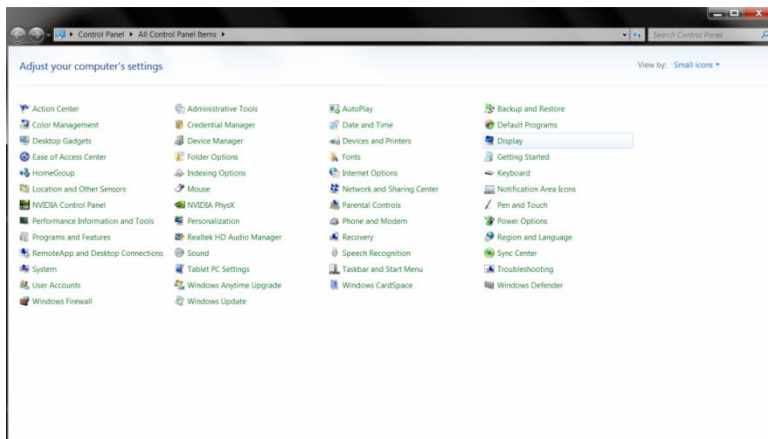 Control Panel ▸ All Control Panel Items ▸
Search Control Panel
Adjust your computer's settings
View by: Small icons
Action Center
Administrative Tools
AutoPlay
Backup and Restore
Color Management
Credential Manager
Date and Time
Default Programs
Desktop Gadgets
Device Manager
Devices and Printers
Display
Ease of Access Center
Folder Options
Fonts
Getting Started
HomeGroup
Indexing Options
Internet Options
Keyboard
Location and Other Sensors
Mouse
Network and Sharing Center
Notification Area Icons
NVIDIA Control Panel
NVIDIA PhysX
Parental Controls
Pen and Touch
Performance Information and Tools
Personalization
Phone and Modem
Power Options
Programs and Features
Realtek HD Audio Manager
Recovery
Region and Language
RemoteApp and Desktop Connections
Sound
Speech Recognition
Sync Center
System
Tablet PC Settings
Taskbar and Start Menu
Troubleshooting
User Accounts
Windows Anytime Upgrade
Windows CardSpace
Windows Defender
Windows Firewall
Windows Update